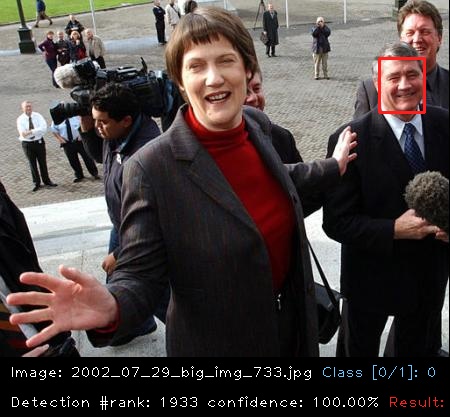 Image: 2002_07_29_big_img_733.jpg Class [0/1]: 0
Detection #rank: 1933 confidence: 100.00% Result: